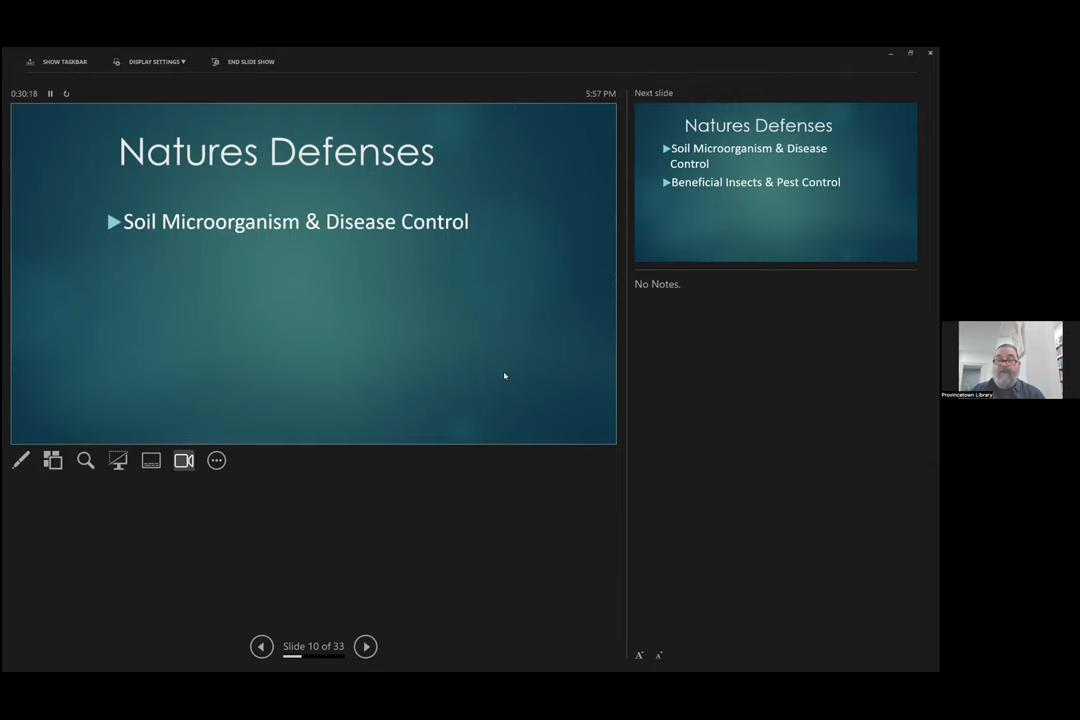 SHOW TASKBAR
DISPLAY SETTINGS ▼
END SLIDE SHOW
0:30:18
5:57 PM
Natures Defenses
▶Soil Microorganism & Disease Control
Next slide
Natures Defenses
▶Soil Microorganism & Disease
Control
▶Beneficial Insects & Pest Control
No Notes.
Provincetown Library
Slide 10 of 33
A A